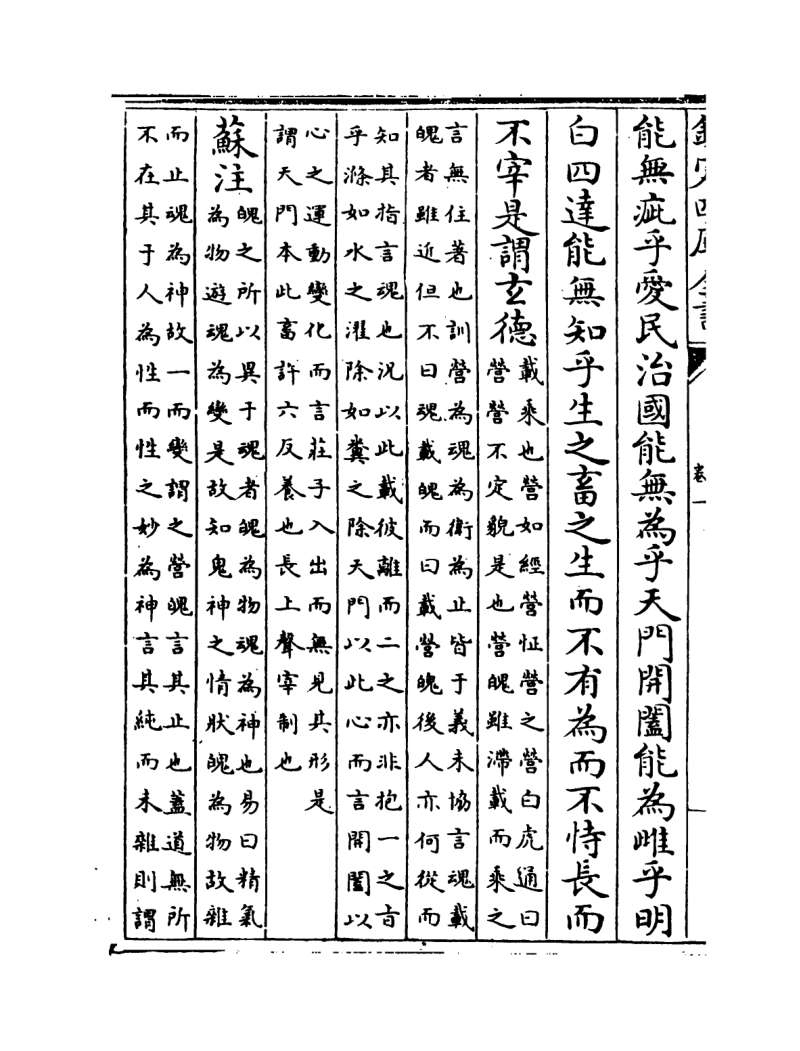 欽定四庫全書
卷一
能無疵乎愛民治國能無為乎天門開闔能為雌乎明
白四達能無知乎生之畜之生而不有為而不恃長而
不宰是謂玄德
載乘也營如經營怔營之營白虎通曰
營營不定貌是也營魄雖滯載而乘之
言無住著也訓營為魂為衛為止皆于義未協言魂載
魄者雖近但不曰魂載魄而曰載營魄後人亦何從而
知其指言魂也況以此載彼離而二之亦非抱一之旨
乎滌如水之濯除如糞之除天門以此心而言開闔以
心之運動變化而言莊子入出而無見其形是
謂天門本此畜許六反養也長上聲宰制也
蘇注
魄之所以異于魂者魄為物魂為神也易曰精氣
為物遊魂為變是故知鬼神之情狀魄為物故雜
而止魂為神故一而變謂之營魄言其止也蓋道無所
不在其于人為性而性之妙為神言其純而未雜則謂